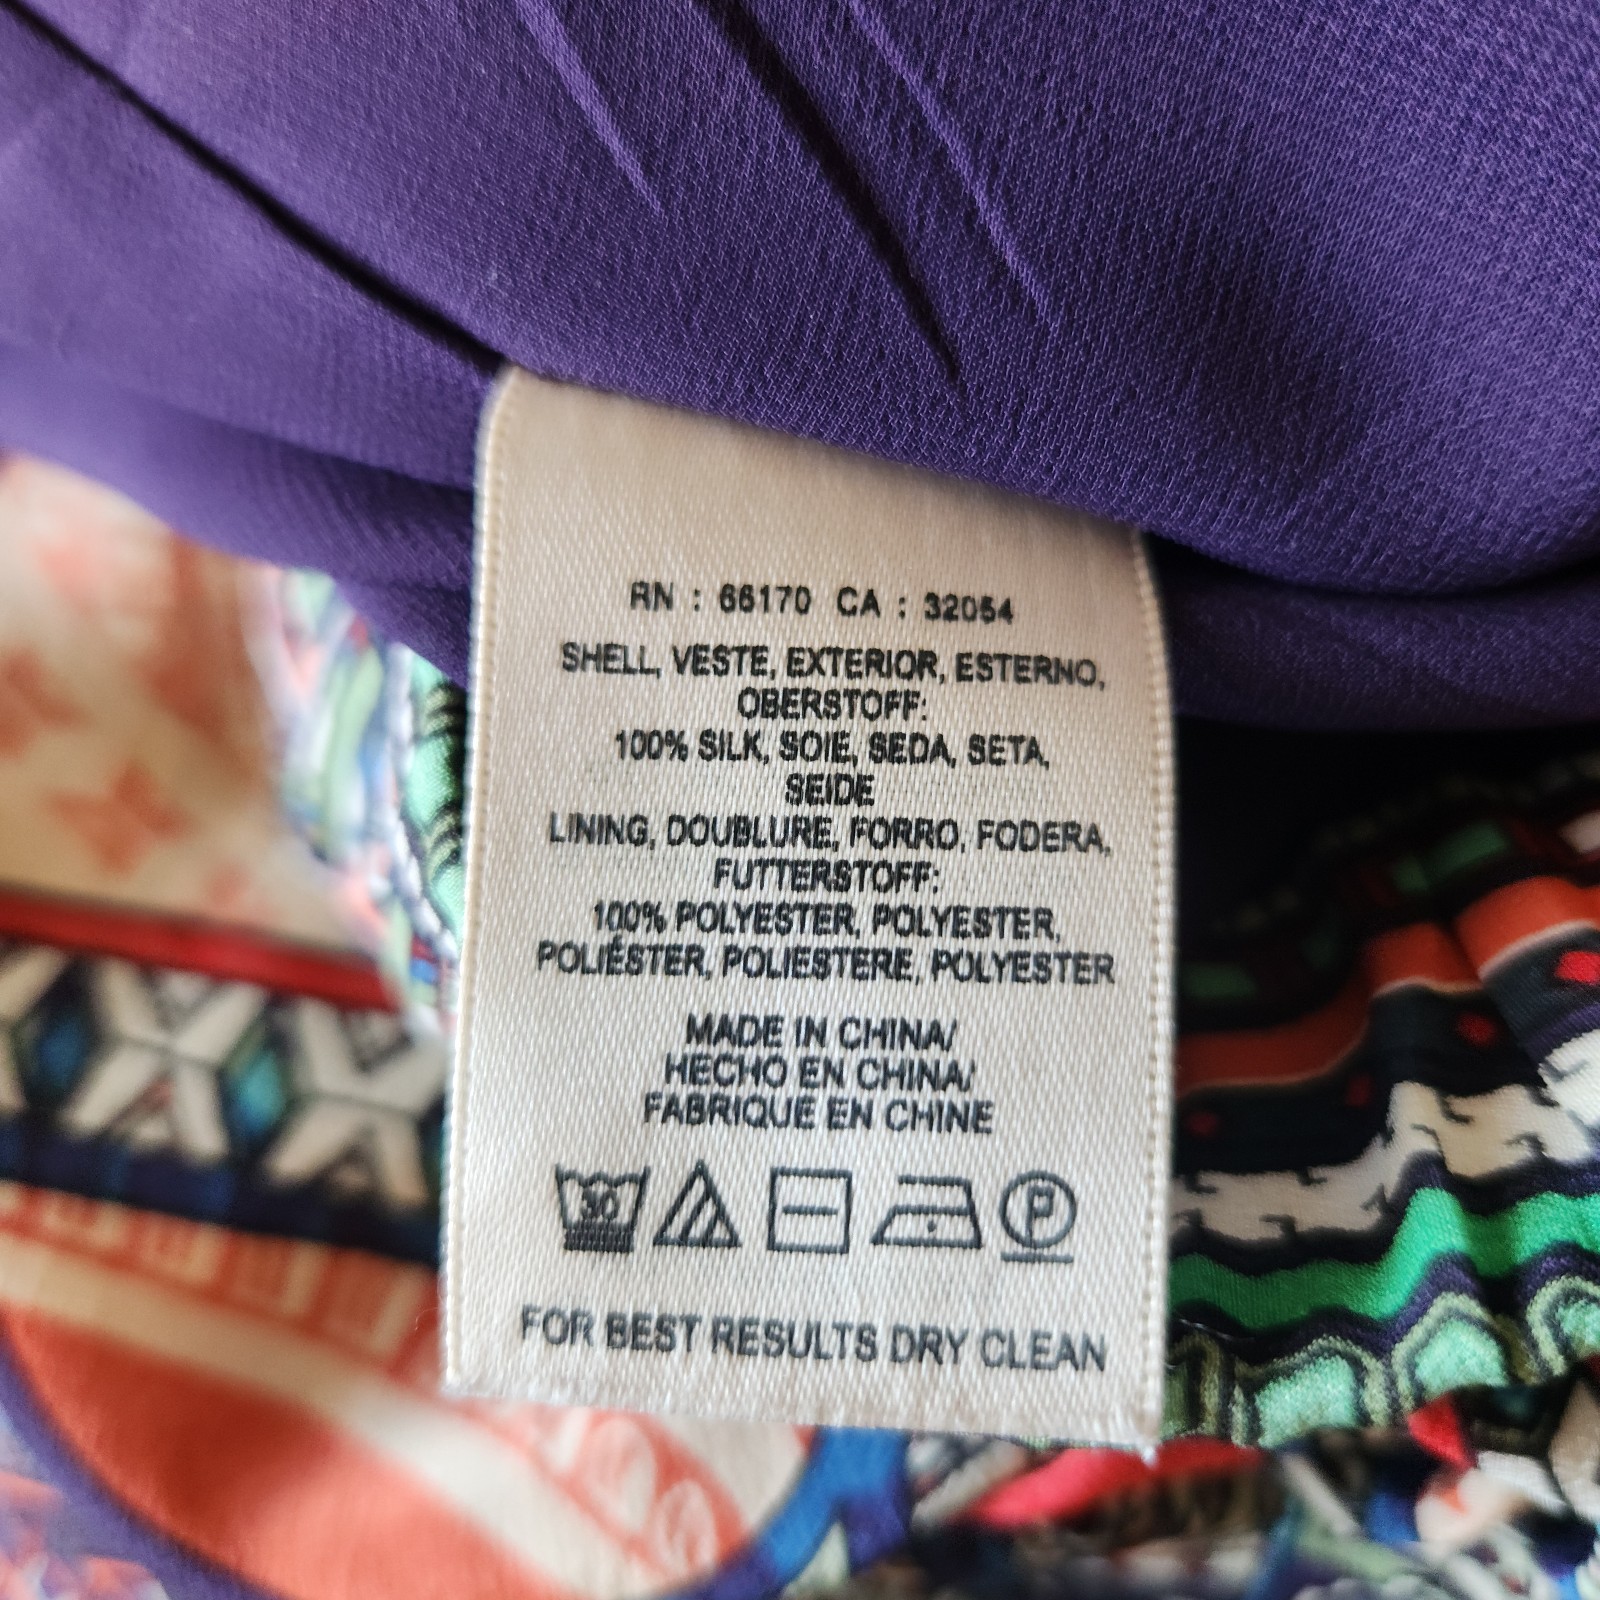 RN : 66170 CA : 32054
SHELL, VESTE, EXTERIOR, ESTERNO,
OBERSTOFF:
100% SILK, SOIE, SEDA, SETA,
SEIDE
LINING, DOUBLURE, FORRO, FODERA,
FUTTERSTOFF:
100% POLYESTER, POLYESTER,
POLIÉSTER, POLIESTERE, POLYESTER
MADE IN CHINA/
HECHO EN CHINA/
FABRIQUE EN CHINE
30 P
FOR BEST RESULTS DRY CLEAN